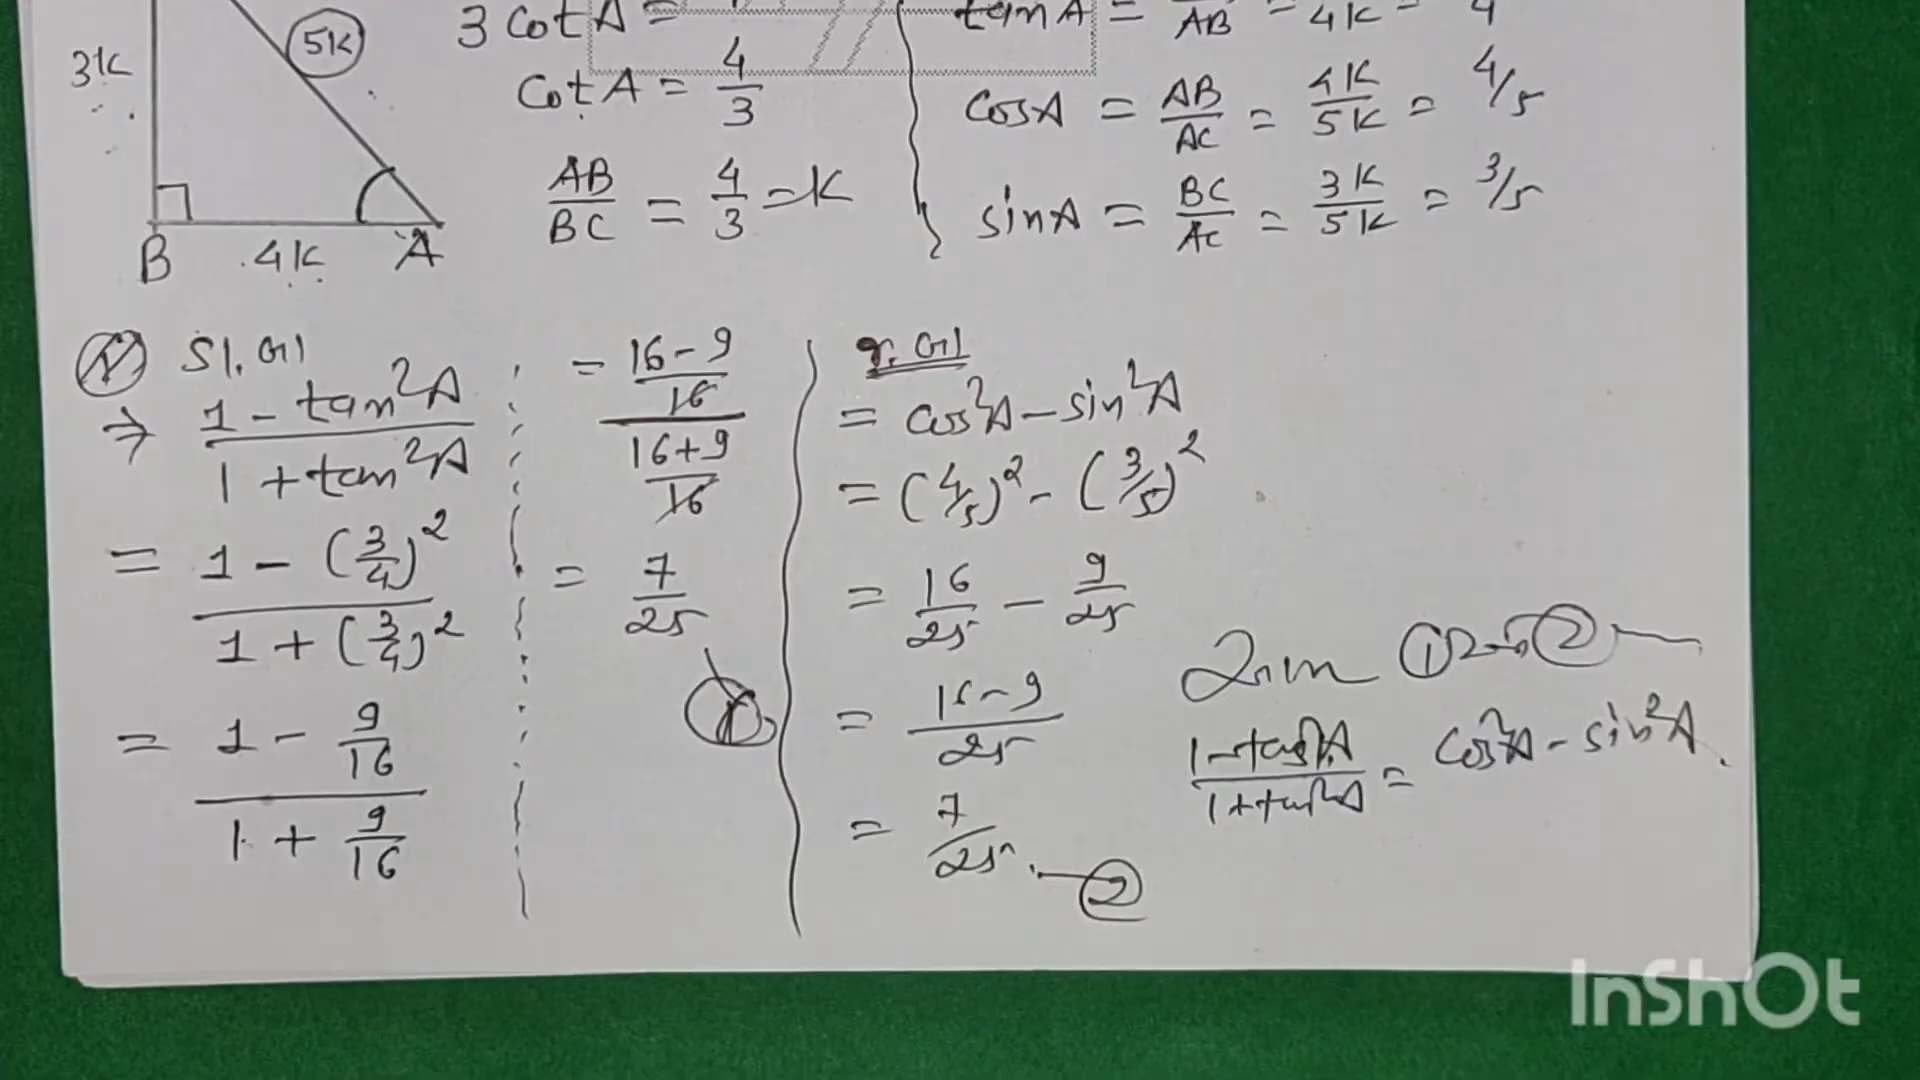 3K
5K
B 4K A
3 cot A =
cot A = 4/3
AB/BC = 4/3 = K
tan A = /AB = /4K = /4
cos A = AB/AC = 4K/5K = 4/5
sin A = BC/AC = 3K/5K = 3/5
⇒ (1 - tan²A)/(1 + tan²A)
= (1 - (3/4)²)/(1 + (3/4)²)
= (1 - 9/16)/(1 + 9/16)
= ((16-9)/16)/((16+9)/16)
= 7/25
= cos²A - sin²A
= (4/5)² - (3/5)²
= 16/25 - 9/25
= (16-9)/25
= 7/25. — ②
① ②
(1-tan²A)/(1+tan²A) = cos²A - sin²A.
InShOt